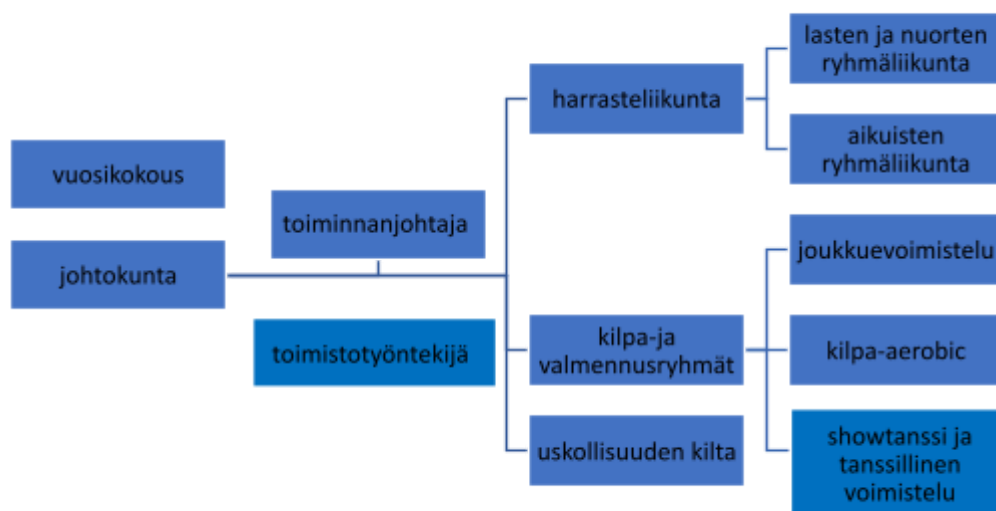 vuosikokous
johtokunta
toiminnanjohtaja
toimistotyöntekijä
harrasteliikunta
lasten ja nuorten
ryhmäliikunta
aikuisten
ryhmäliikunta
kilpa-ja
valmennusryhmät
joukkuevoimistelu
kilpa-aerobic
showtanssi ja
tanssillinen
voimistelu
uskollisuuden kilta